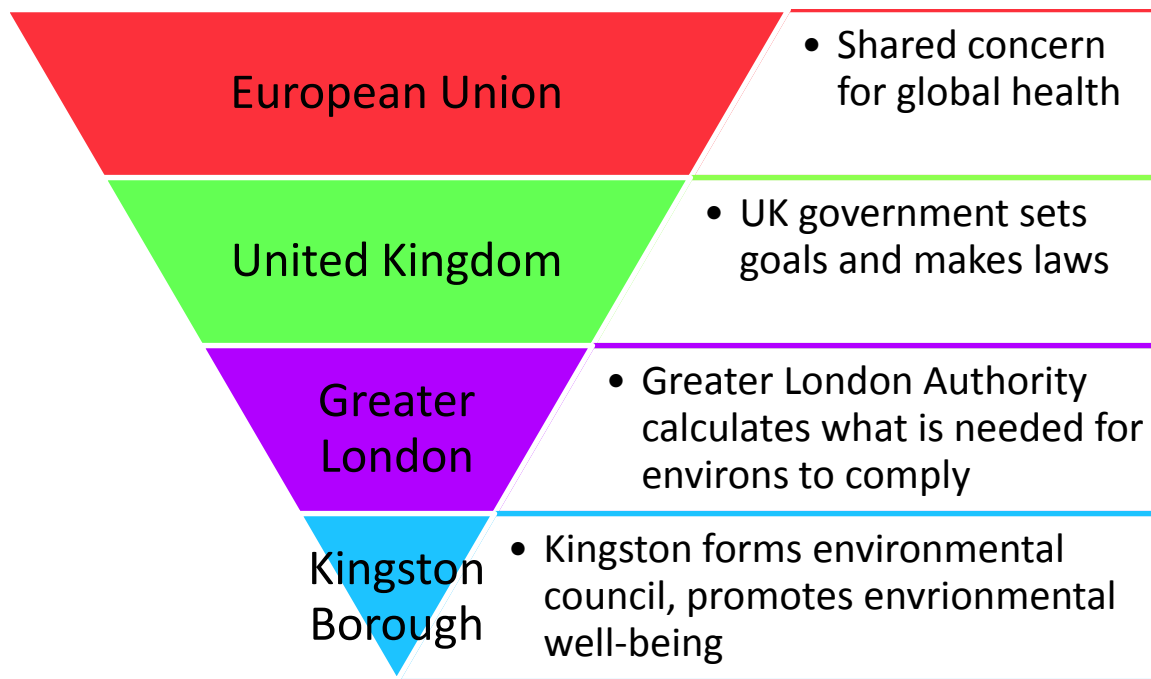 European Union
• Shared concern
for global health
United Kingdom
• UK government sets
goals and makes laws
Greater
London
• Greater London Authority
calculates what is needed for
environs to comply
Kingston
Borough
• Kingston forms environmental
council, promotes envrionmental
well-being